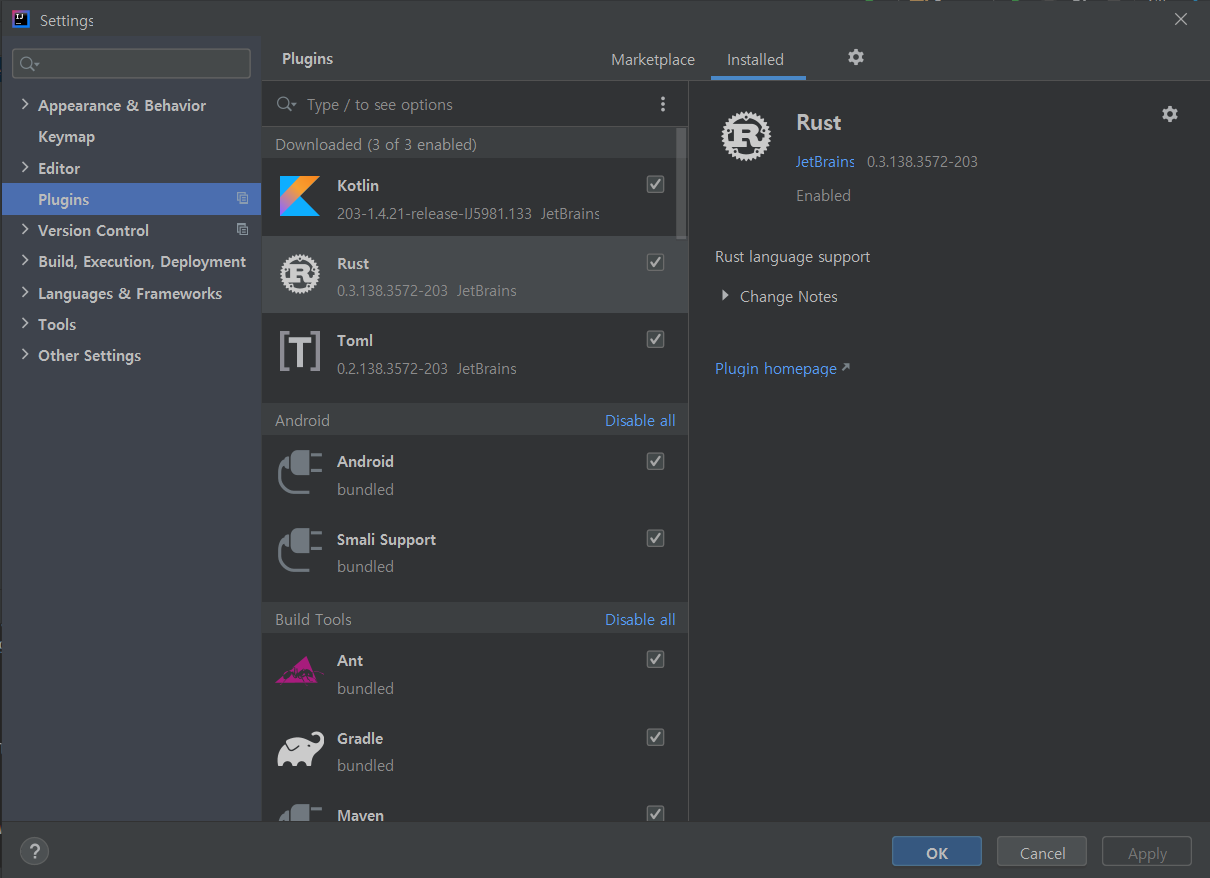 Settings
Appearance & Behavior
Keymap
Editor
Plugins
Version Control
Build, Execution, Deployment
Languages & Frameworks
Tools
Other Settings
Plugins
Marketplace
Installed
Type / to see options
Downloaded (3 of 3 enabled)
Kotlin
203-1.4.21-release-IJ5981.133 JetBrains
Rust
0.3.138.3572-203 JetBrains
Toml
0.2.138.3572-203 JetBrains
Android Disable all
Android
bundled
Smali Support
bundled
Build Tools Disable all
Ant
bundled
Gradle
bundled
Maven
Rust
JetBrains 0.3.138.3572-203
Enabled
Rust language support
Change Notes
Plugin homepage
?
OK
Cancel
Apply